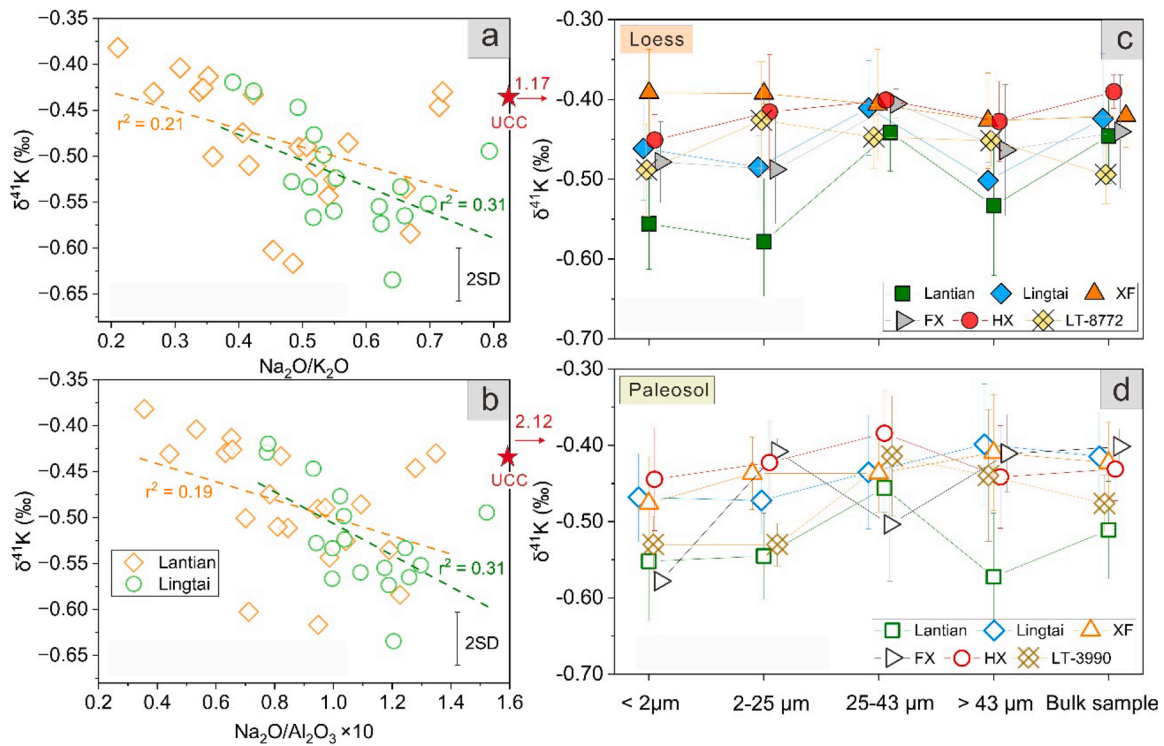 a
−0.35
−0.40
−0.45
−0.50
−0.55
−0.60
−0.65
δ⁴¹K (‰)
1.17
UCC
r² = 0.21
r² = 0.31
2SD
0.2 0.3 0.4 0.5 0.6 0.7 0.8
Na₂O/K₂O
b
−0.35
−0.40
−0.45
−0.50
−0.55
−0.60
−0.65
δ⁴¹K (‰)
2.12
UCC
r² = 0.19
r² = 0.31
Lantian
Lingtai
2SD
0.4 0.6 0.8 1.0 1.2 1.4 1.6
Na₂O/Al₂O₃ ×10
c
Loess
-0.30
-0.40
-0.50
-0.60
-0.70
δ⁴¹K (‰)
Lantian Lingtai XF
FX HX LT-8772
d
Paleosol
-0.30
-0.40
-0.50
-0.60
-0.70
δ⁴¹K (‰)
Lantian Lingtai XF
FX HX LT-3990
< 2μm 2-25 μm 25-43 μm > 43 μm Bulk sample